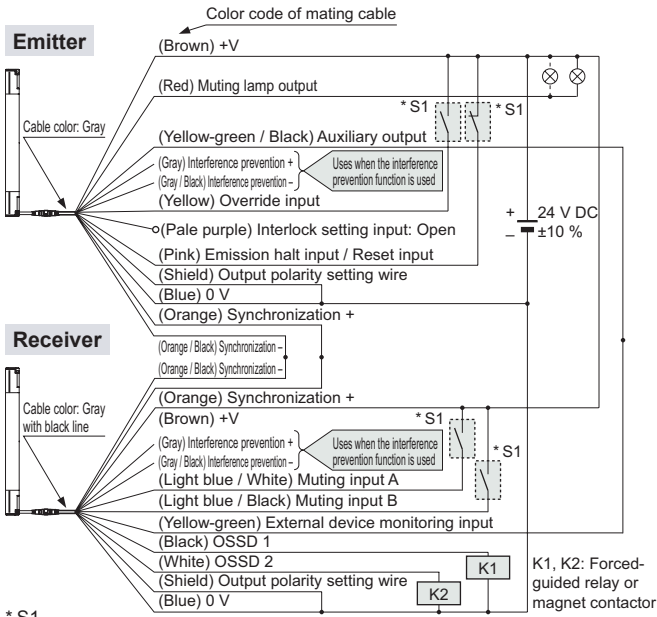 Color code of mating cable
Emitter
(Brown) +V
(Red) Muting lamp output
* S1
* S1
Cable color: Gray
(Yellow-green / Black) Auxiliary output
(Gray) Interference prevention +
(Gray / Black) Interference prevention –
Uses when the interference
prevention function is used
(Yellow) Override input
+
–
24 V DC
±10 %
(Pale purple) Interlock setting input: Open
(Pink) Emission halt input / Reset input
(Shield) Output polarity setting wire
(Blue) 0 V
(Orange) Synchronization +
Receiver
(Orange / Black) Synchronization –
(Orange / Black) Synchronization –
(Orange) Synchronization +
Cable color: Gray
with black line
(Brown) +V
* S1
* S1
(Gray) Interference prevention +
(Gray / Black) Interference prevention –
Uses when the interference
prevention function is used
(Light blue / White) Muting input A
(Light blue / Black) Muting input B
(Yellow-green) External device monitoring input
(Black) OSSD 1
(White) OSSD 2
(Shield) Output polarity setting wire
(Blue) 0 V
K1
K2
K1, K2: Forced-
guided relay or
magnet contactor
* S1